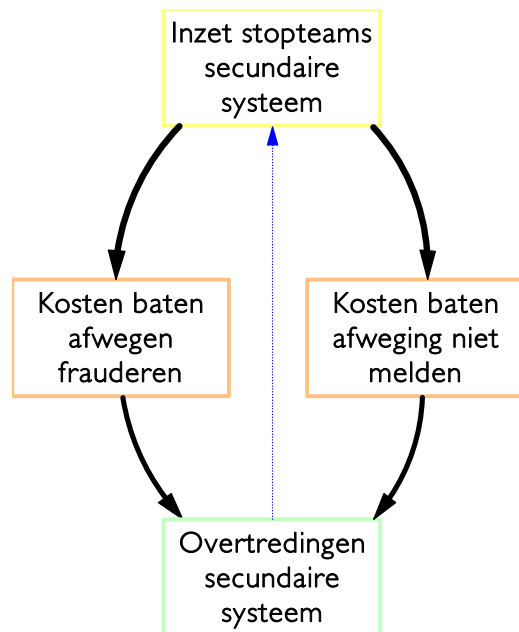 Inzet stopteams
secundaire
systeem
Kosten baten
afwegen
frauderen
Kosten baten
afweging niet
melden
Overtredingen
secundaire
systeem